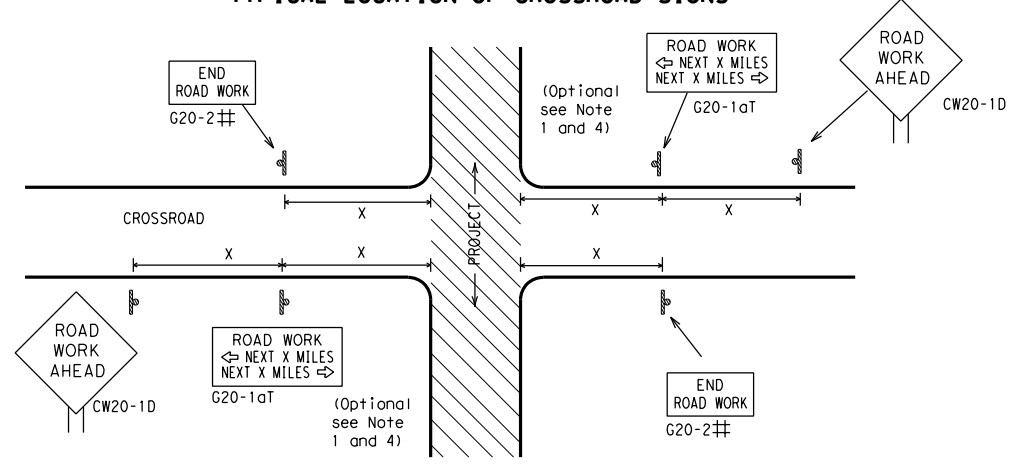 TYPICAL LOCATION OF CROSSROAD SIGNS
ROAD
WORK
AHEAD
CW20-1D
ROAD WORK
⇦ NEXT X MILES
NEXT X MILES ⇨
G20-1aT
(Optional
see Note
1 and 4)
END
ROAD WORK
G20-2#
X
X
X
CROSSROAD
PROJECT
X
X
X
ROAD
WORK
AHEAD
CW20-1D
ROAD WORK
⇦ NEXT X MILES
NEXT X MILES ⇨
G20-1aT
(Optional
see Note
1 and 4)
END
ROAD WORK
G20-2#